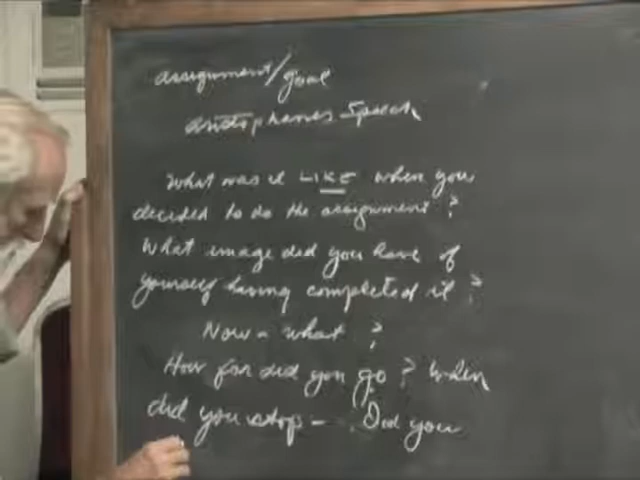 assignment/goal
aristophanes speech
What was it LIKE when you
decided to do the assignment?
What image did you have of
yourself having completed it?
Now - what?
How far did you go? When
did you stop - . Did you